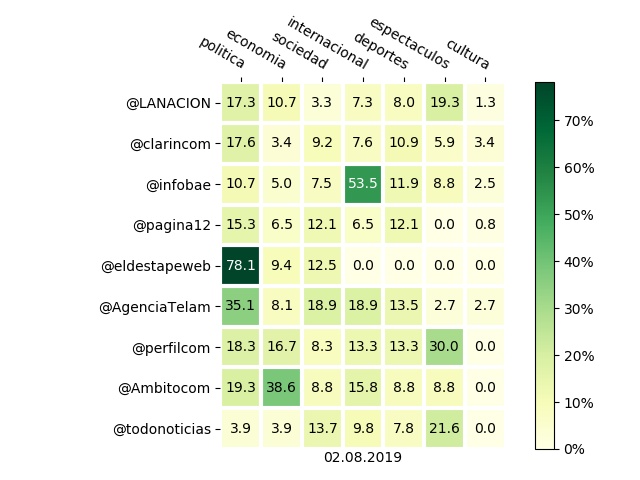 politica economia sociedad internacional deportes espectaculos cultura
@LANACION 17.3 10.7 3.3 7.3 8.0 19.3 1.3
@clarincom 17.6 3.4 9.2 7.6 10.9 5.9 3.4
@infobae 10.7 5.0 7.5 53.5 11.9 8.8 2.5
@pagina12 15.3 6.5 12.1 6.5 12.1 0.0 0.8
@eldestapeweb 78.1 9.4 12.5 0.0 0.0 0.0 0.0
@AgenciaTelam 35.1 8.1 18.9 18.9 13.5 2.7 2.7
@perfilcom 18.3 16.7 8.3 13.3 13.3 30.0 0.0
@Ambitocom 19.3 38.6 8.8 15.8 8.8 8.8 0.0
@todonoticias 3.9 3.9 13.7 9.8 7.8 21.6 0.0
02.08.2019
70%
60%
50%
40%
30%
20%
10%
0%